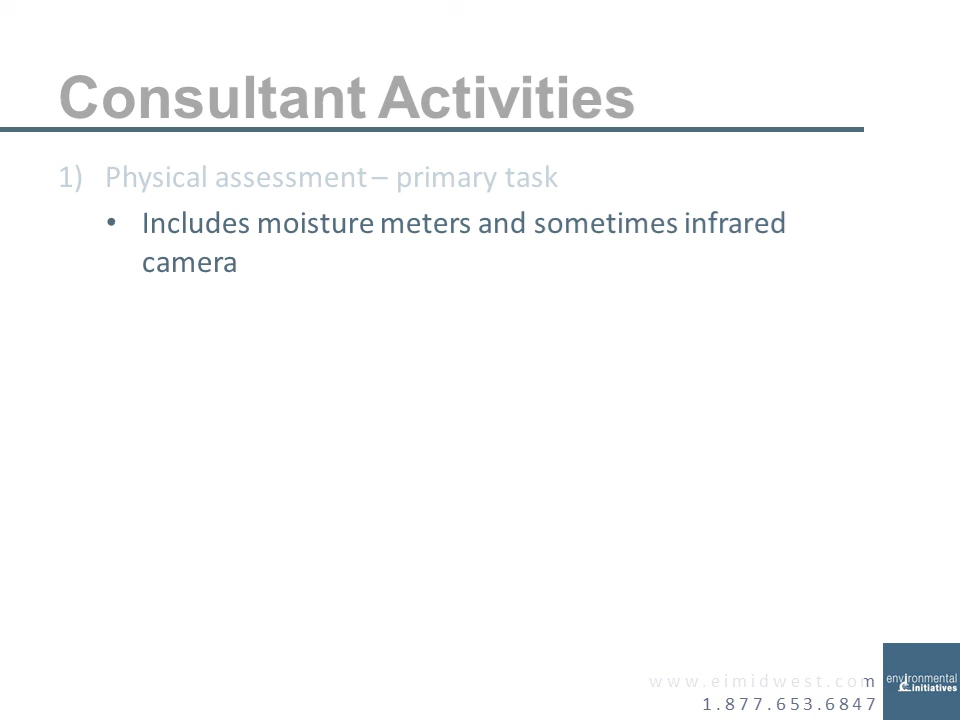 Consultant Activities
1) Physical assessment – primary task
• Includes moisture meters and sometimes infrared
camera
www.eimidwest.com
1.877.653.6847
environmental
initiatives